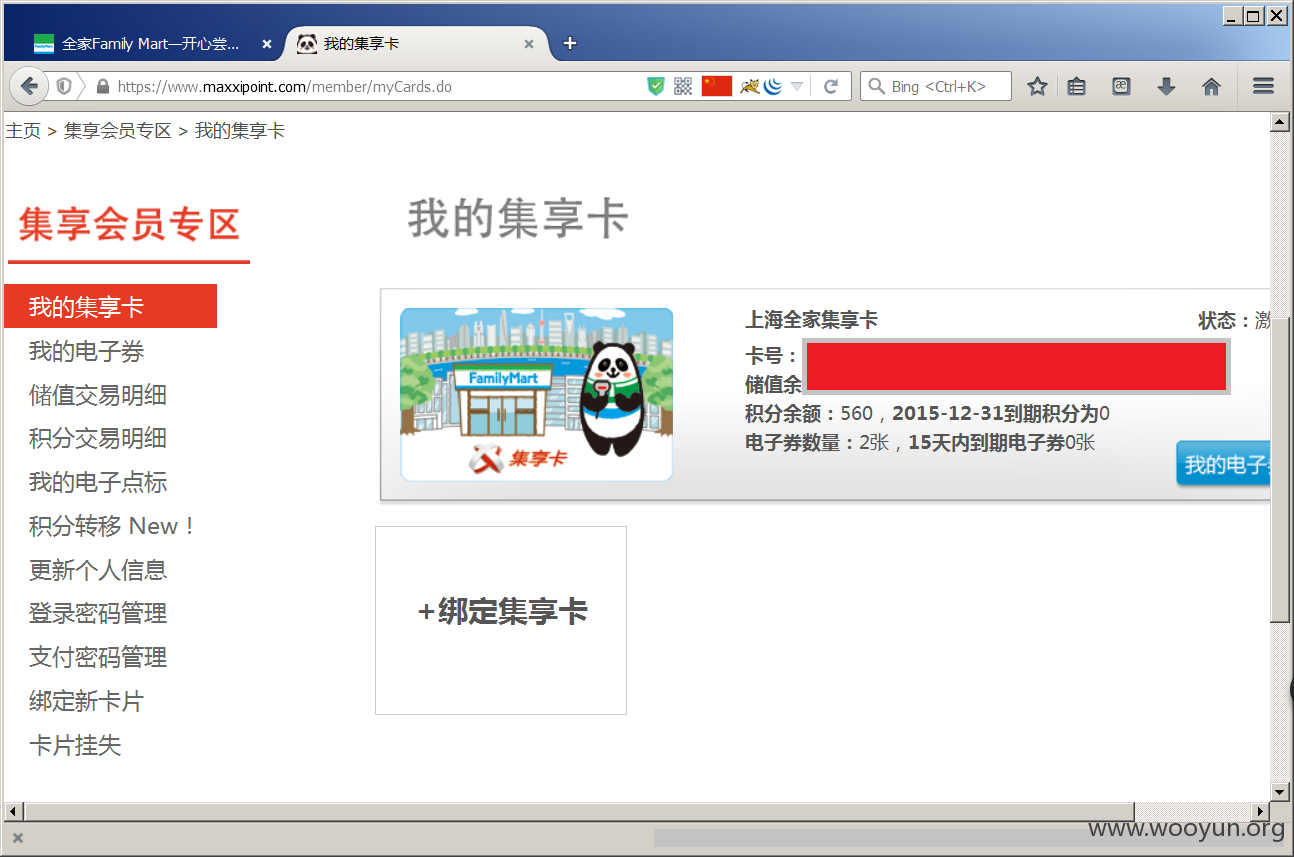 全家Family Mart—开心尝...
我的集享卡
https://www.maxxipoint.com/member/myCards.do
Bing <Ctrl+K>
主页 > 集享会员专区 > 我的集享卡
集享会员专区
我的集享卡
我的集享卡
我的电子券
储值交易明细
积分交易明细
我的电子点标
积分转移 New！
更新个人信息
登录密码管理
支付密码管理
绑定新卡片
卡片挂失
FamilyMart
集享卡
上海全家集享卡
状态：激
卡号：
储值余
积分余额：560，2015-12-31到期积分为0
电子券数量：2张，15天内到期电子券0张
我的电子
+绑定集享卡
www.wooyun.org